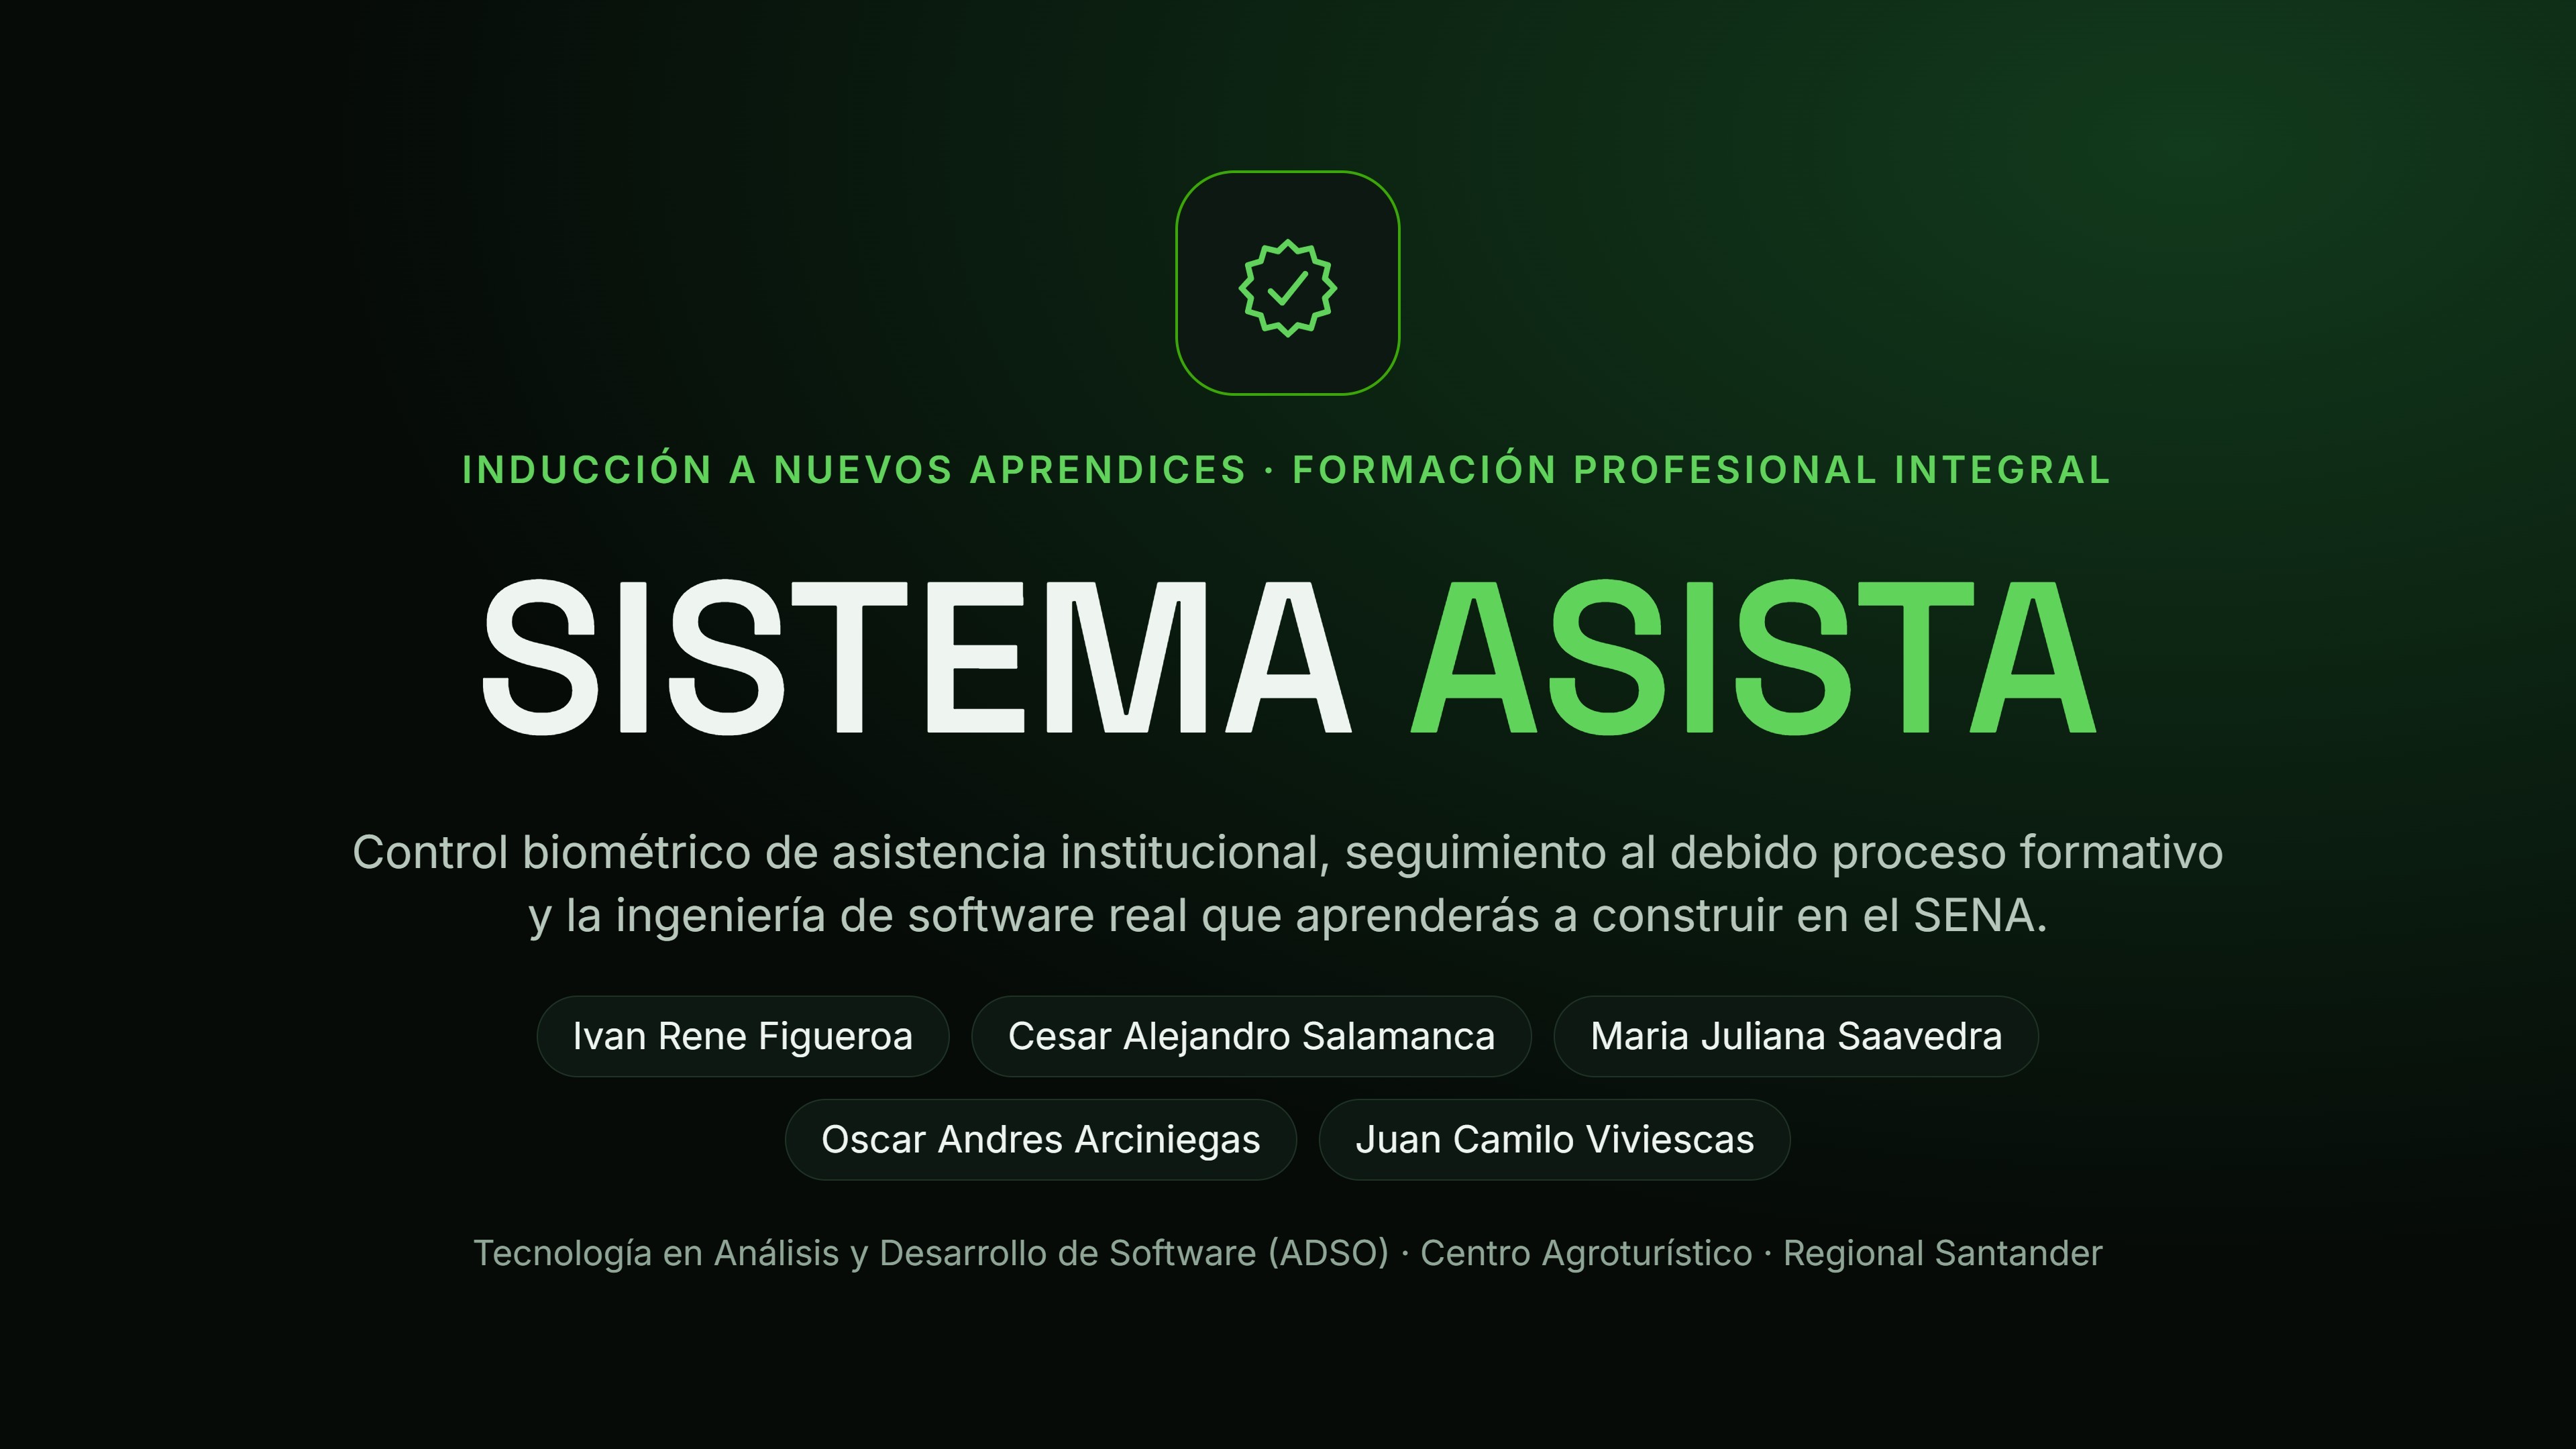 INDUCCIÓN A NUEVOS APRENDICES · FORMACIÓN PROFESIONAL INTEGRAL
SISTEMA ASISTA
Control biométrico de asistencia institucional, seguimiento al debido proceso formativo
y la ingeniería de software real que aprenderás a construir en el SENA.
Ivan Rene Figueroa Cesar Alejandro Salamanca Maria Juliana Saavedra
Oscar Andres Arciniegas Juan Camilo Viviescas
Tecnología en Análisis y Desarrollo de Software (ADSO) · Centro Agroturístico · Regional Santander